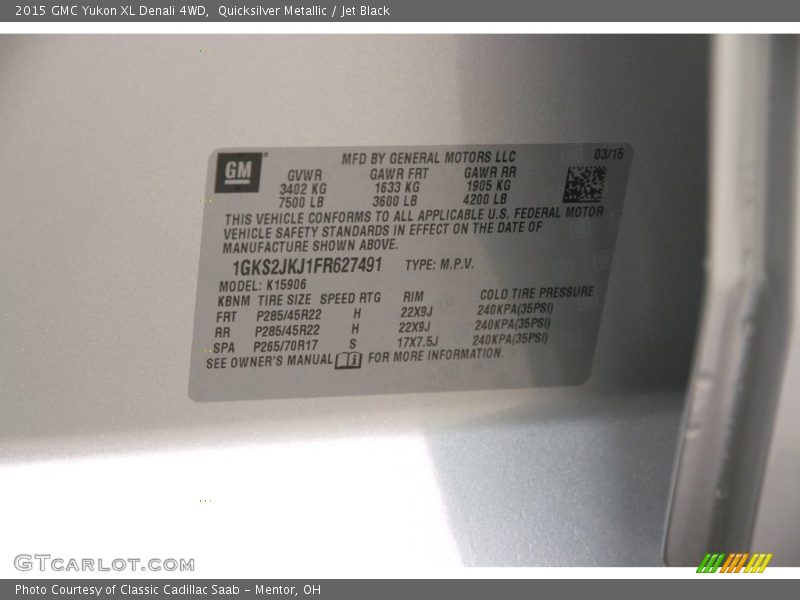 2015 GMC Yukon XL Denali 4WD,  Quicksilver Metallic / Jet Black
GM
MFD BY GENERAL MOTORS LLC 03/15
GVWR GAWR FRT GAWR RR
3402 KG 1633 KG 1905 KG
7500 LB 3600 LB 4200 LB
THIS VEHICLE CONFORMS TO ALL APPLICABLE U.S. FEDERAL MOTOR
VEHICLE SAFETY STANDARDS IN EFFECT ON THE DATE OF
MANUFACTURE SHOWN ABOVE.
1GKS2JKJ1FR627491 TYPE: M.P.V.
MODEL: K15906
KBNM TIRE SIZE SPEED RTG RIM COLD TIRE PRESSURE
FRT P285/45R22 H 22X9J 240KPA(35PSI)
RR P285/45R22 H 22X9J 240KPA(35PSI)
SPA P265/70R17 S 17X7.5J 240KPA(35PSI)
SEE OWNER'S MANUAL FOR MORE INFORMATION.
GTCARLOT.COM
Photo Courtesy of Classic Cadillac Saab – Mentor, OH